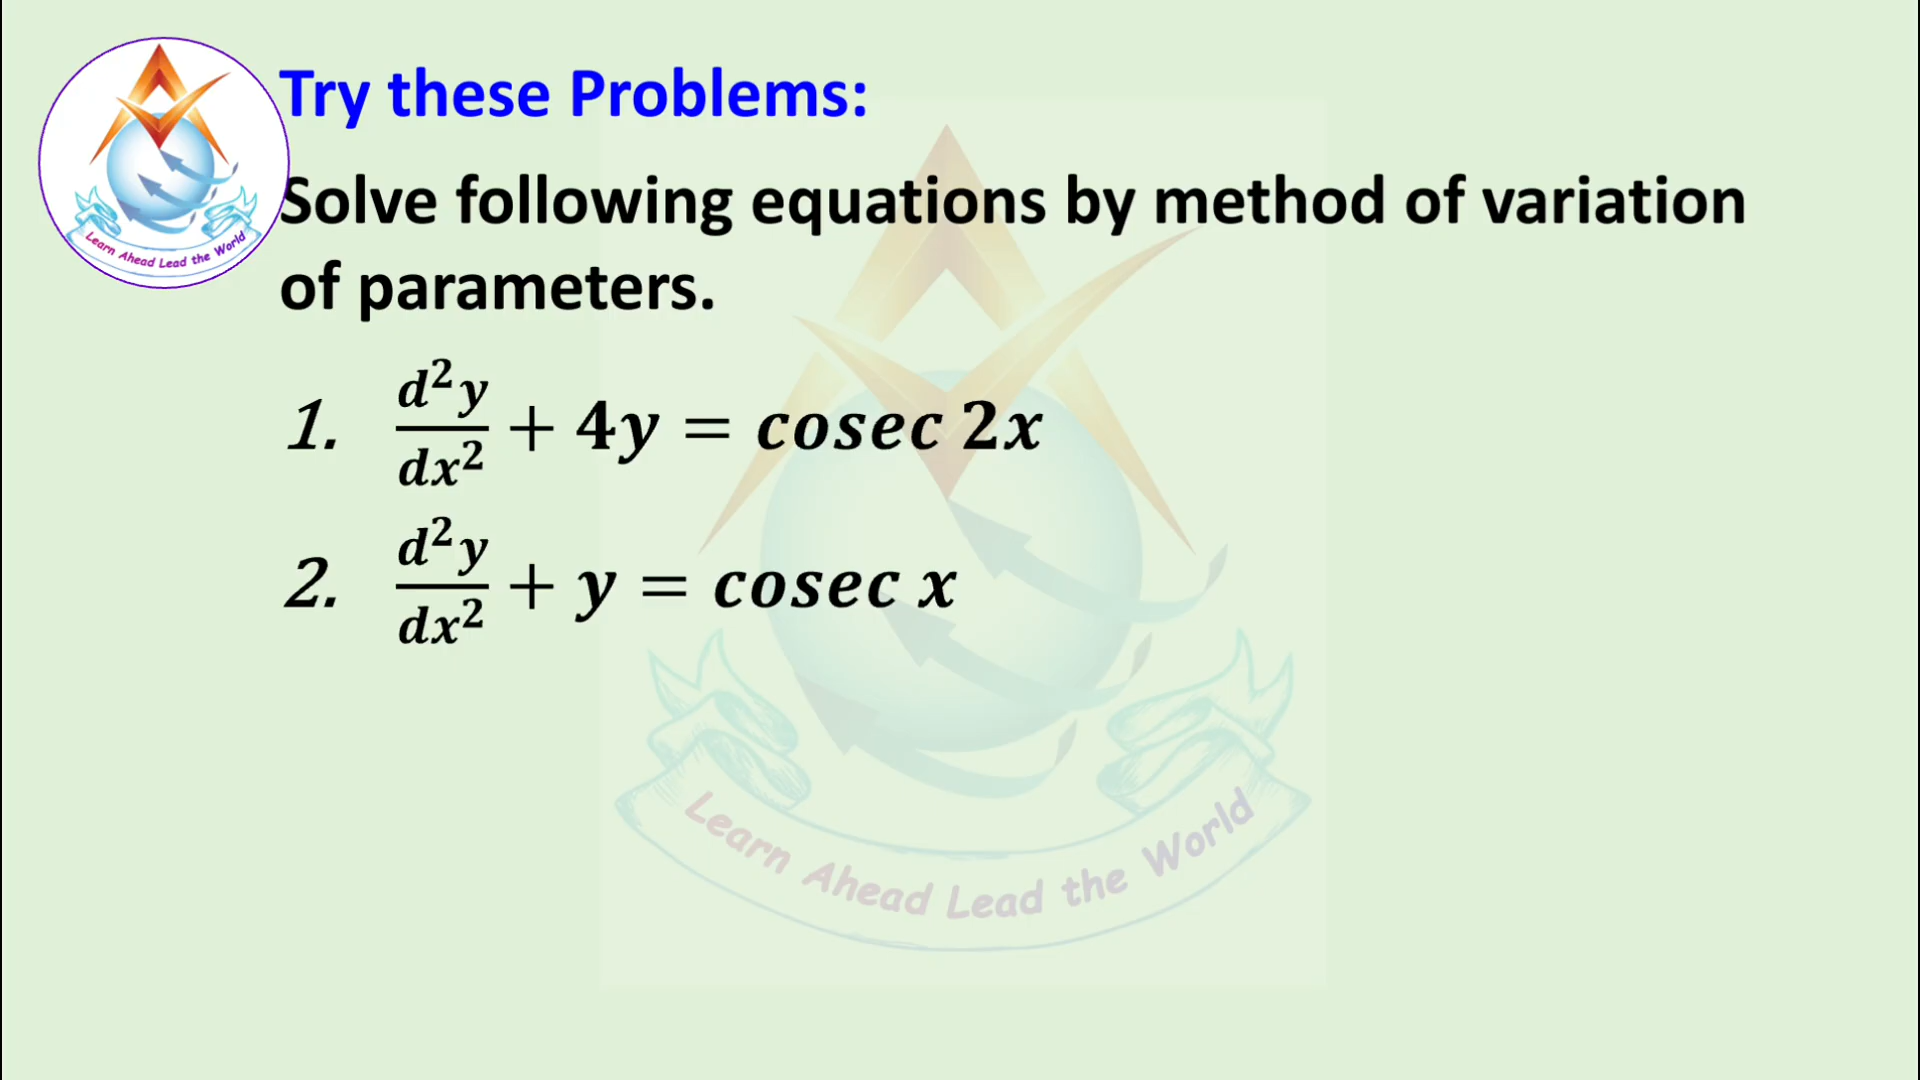 Try these Problems:
Solve following equations by method of variation
of parameters.
1. d²y/dx² + 4y = cosec 2x
2. d²y/dx² + y = cosec x
Learn Ahead Lead the World
Learn Ahead Lead the World